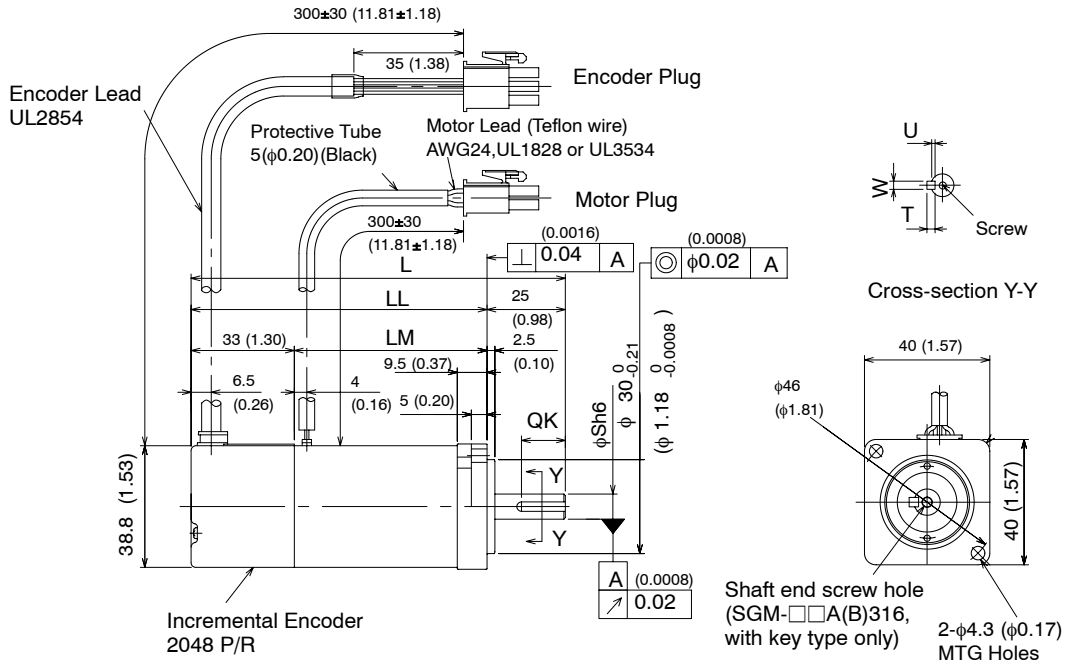 300±30 (11.81±1.18)
35 (1.38)
Encoder Plug
Encoder Lead
UL2854
Protective Tube
5(φ0.20)(Black)
Motor Lead (Teflon wire)
AWG24,UL1828 or UL3534
Motor Plug
300±30
(11.81±1.18)
U
W
T
Screw
Cross-section Y-Y
(0.0016)
⊥ 0.04 A
(0.0008)
◎ φ0.02 A
L
LL
25
(0.98)
33 (1.30)
LM
2.5
(0.10)
9.5 (0.37)
6.5
(0.26)
4
(0.16)
5 (0.20)
QK
φSh6
φ 30 0 -0.21
(φ 1.18 0 -0.0008 )
Y
Y
38.8 (1.53)
A (0.0008)
↗ 0.02
Incremental Encoder
2048 P/R
40 (1.57)
φ46
(φ1.81)
40 (1.57)
Shaft end screw hole
(SGM-□□A(B)316,
with key type only)
2-φ4.3 (φ0.17)
MTG Holes